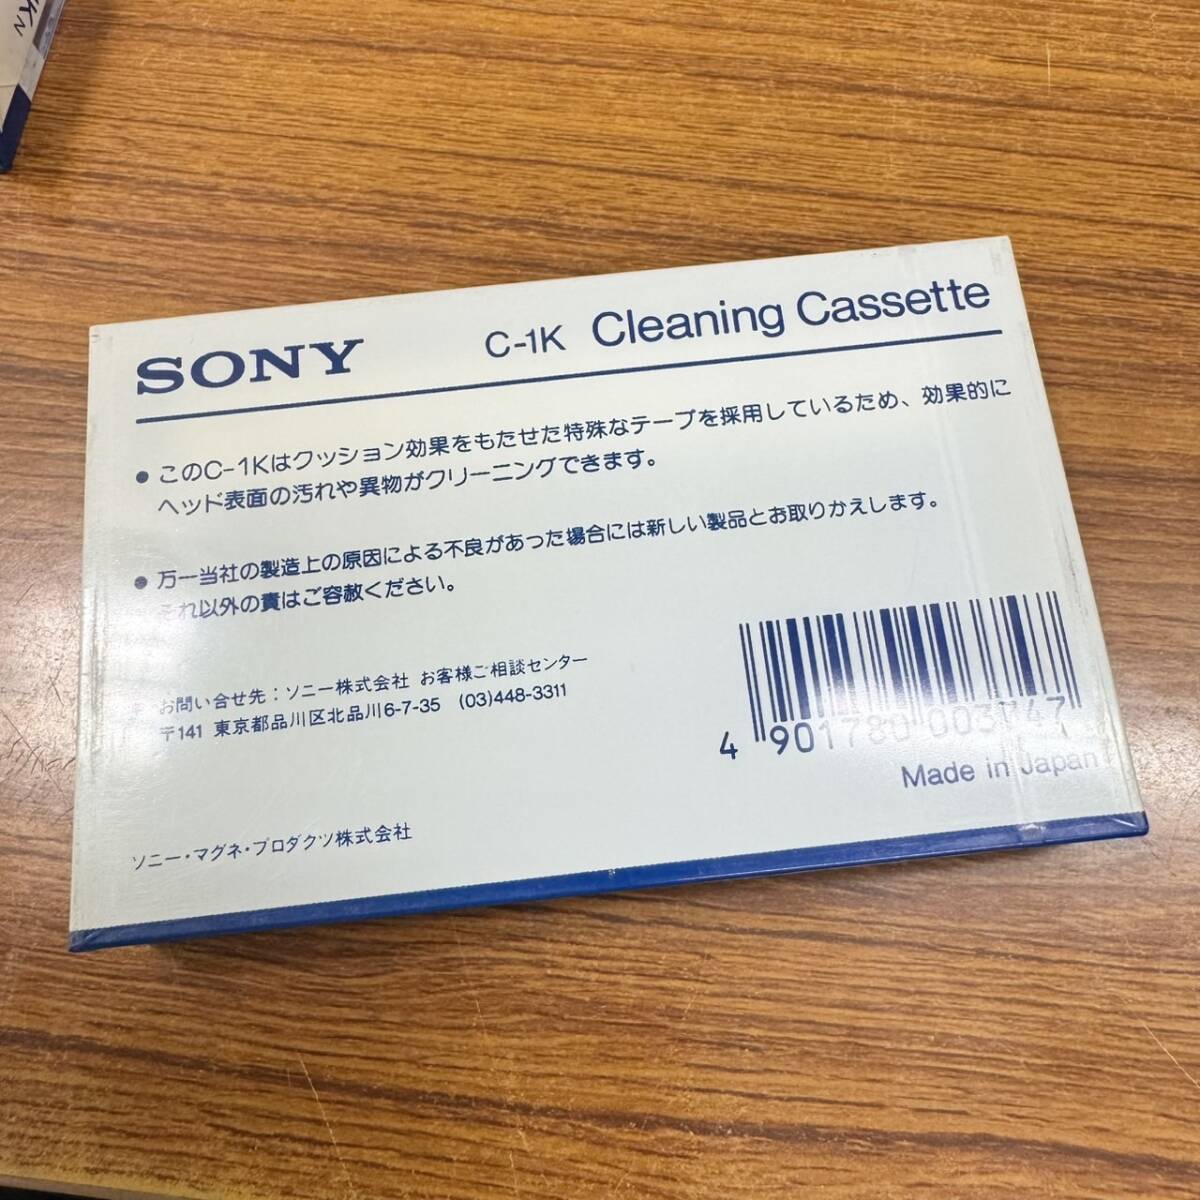 KN
SONY
C-1K Cleaning Cassette
● このC-1Kはクッション効果をもたせた特殊なテープを採用しているため、効果的に
ヘッド表面の汚れや異物がクリーニングできます。
● 万一当社の製造上の原因による不良があった場合には新しい製品とお取りかえします。
それ以外の責はご容赦ください。
お問い合せ先：ソニー株式会社 お客様ご相談センター
〒141 東京都品川区北品川6-7-35 (03)448-3311
4 901780 003747
Made in Japan
ソニー・マグネ・プロダクツ株式会社